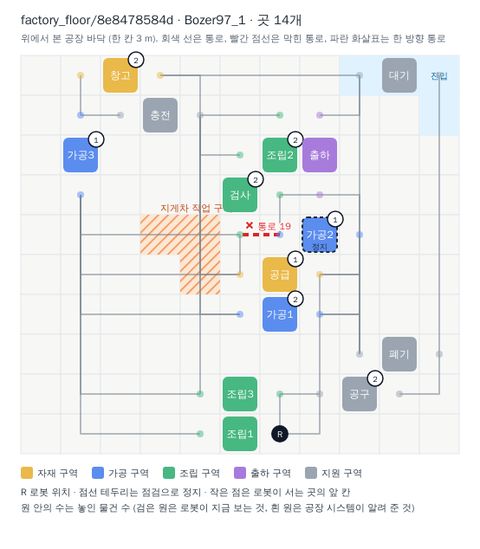 factory_floor/8e8478584d · Bozer97_1 · 곳 14개
위에서 본 공장 바닥 (한 칸 3 m). 회색 선은 통로, 빨간 점선은 막힌 통로, 파란 화살표는 한 방향 통로
창고 2
대기
진입
충전
가공3 1
조립2 2
출하
검사 2
지게차 작업 구
✕ 통로 19
가공2 1
정지
공급 1
가공1 2
폐기
조립3
공구 2
조립1
R
자재 구역
가공 구역
조립 구역
출하 구역
지원 구역
R 로봇 위치 · 점선 테두리는 점검으로 정지 · 작은 점은 로봇이 서는 곳의 앞 칸
원 안의 수는 놓인 물건 수 (검은 원은 로봇이 지금 보는 것, 흰 원은 공장 시스템이 알려 준 것)